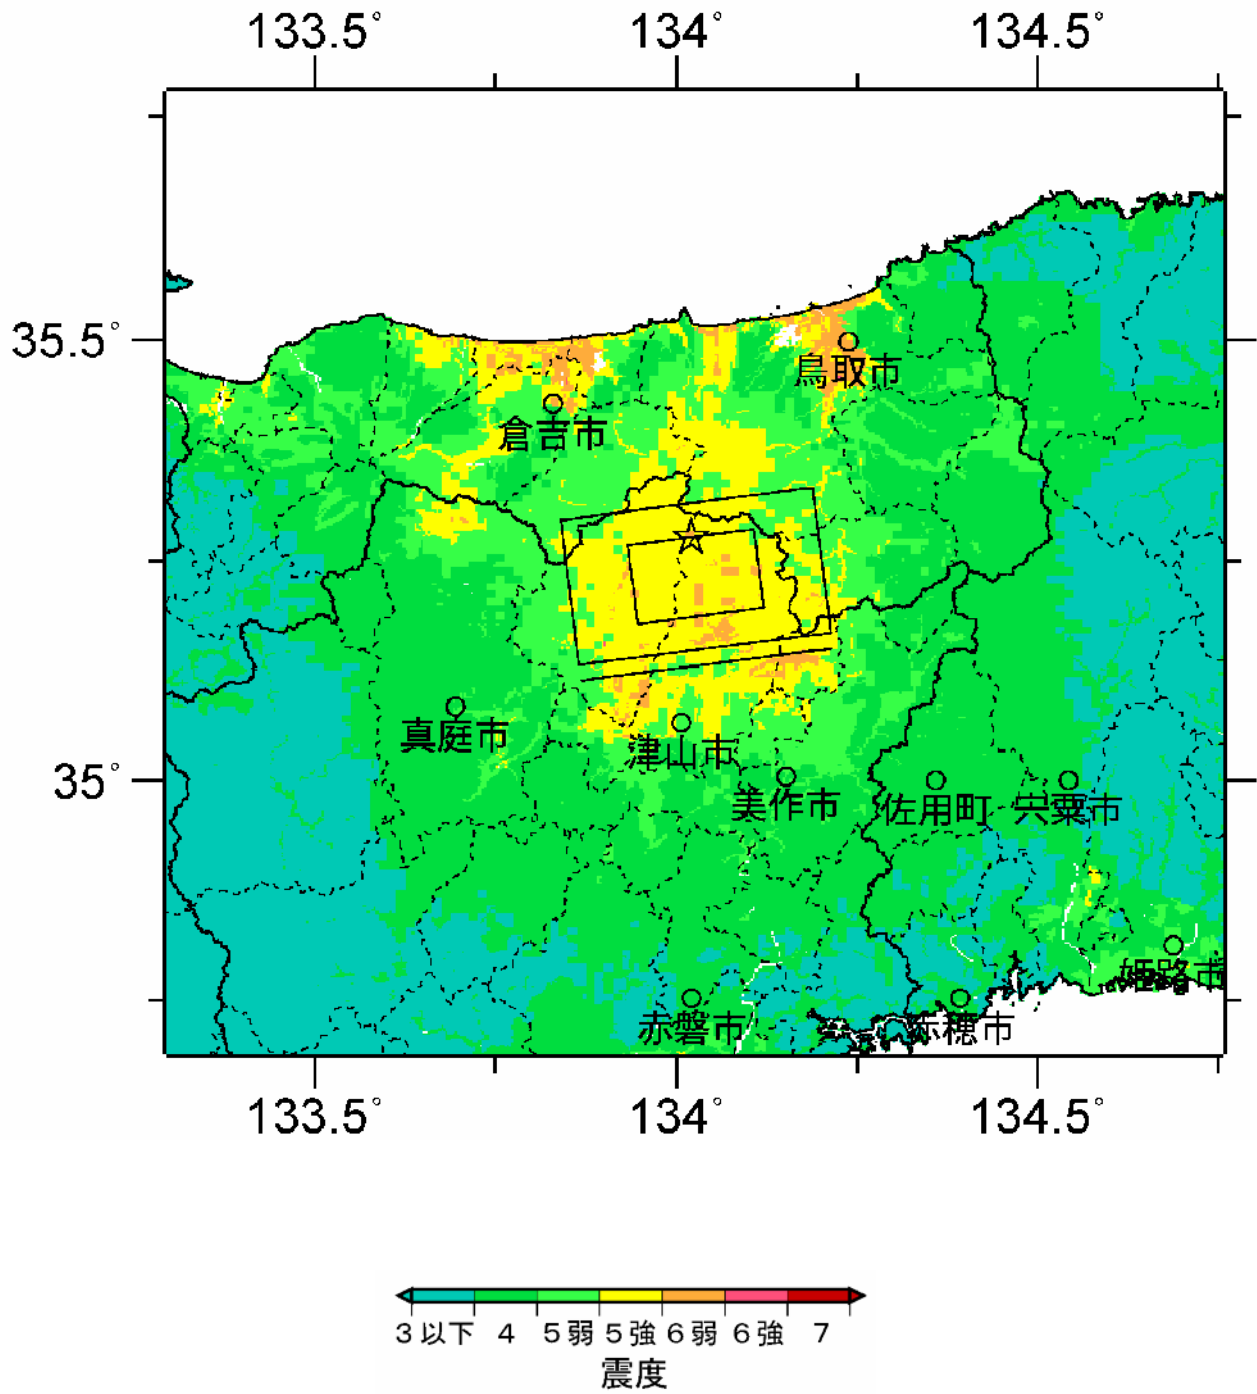 133.5° 134° 134.5°
35.5°
鳥取市
倉吉市
真庭市
津山市
35°
美作市 佐用町 宍粟市
姫路市
赤磐市 赤穂市
133.5° 134° 134.5°
3以下 4 5弱 5強 6弱 6強 7
震度